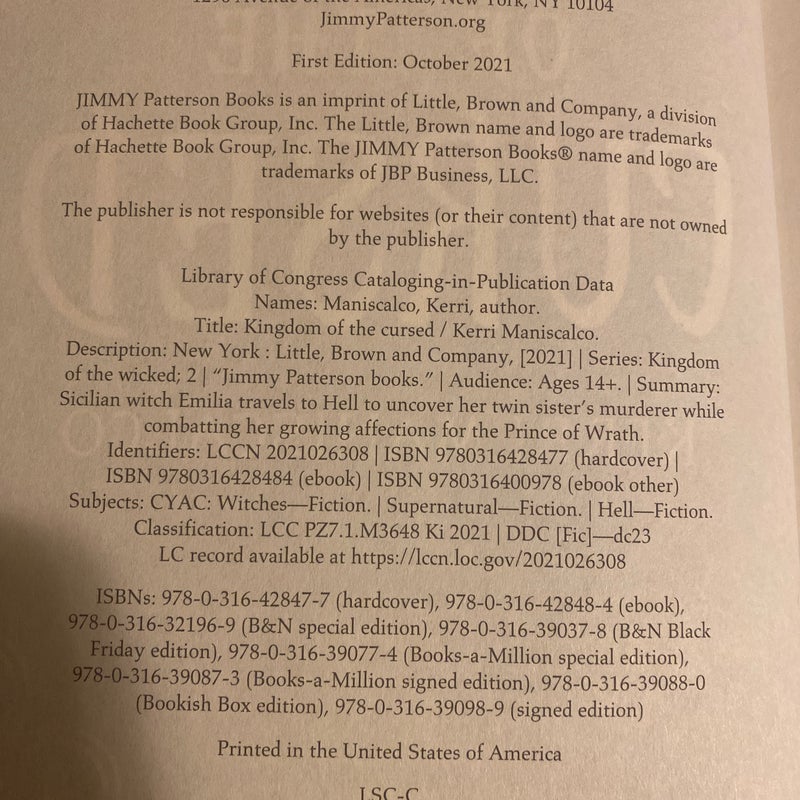 1290 Avenue of the Americas, New York, NY 10104
JimmyPatterson.org
First Edition: October 2021
JIMMY Patterson Books is an imprint of Little, Brown and Company, a division
of Hachette Book Group, Inc. The Little, Brown name and logo are trademarks
of Hachette Book Group, Inc. The JIMMY Patterson Books® name and logo are
trademarks of JBP Business, LLC.
The publisher is not responsible for websites (or their content) that are not owned
by the publisher.
Library of Congress Cataloging-in-Publication Data
Names: Maniscalco, Kerri, author.
Title: Kingdom of the cursed / Kerri Maniscalco.
Description: New York : Little, Brown and Company, [2021] | Series: Kingdom
of the wicked; 2 | “Jimmy Patterson books.” | Audience: Ages 14+. | Summary:
Sicilian witch Emilia travels to Hell to uncover her twin sister’s murderer while
combatting her growing affections for the Prince of Wrath.
Identifiers: LCCN 2021026308 | ISBN 9780316428477 (hardcover) |
ISBN 9780316428484 (ebook) | ISBN 9780316400978 (ebook other)
Subjects: CYAC: Witches—Fiction. | Supernatural—Fiction. | Hell—Fiction.
Classification: LCC PZ7.1.M3648 Ki 2021 | DDC [Fic]—dc23
LC record available at https://lccn.loc.gov/2021026308
ISBNs: 978-0-316-42847-7 (hardcover), 978-0-316-42848-4 (ebook),
978-0-316-32196-9 (B&N special edition), 978-0-316-39037-8 (B&N Black
Friday edition), 978-0-316-39077-4 (Books-a-Million special edition),
978-0-316-39087-3 (Books-a-Million signed edition), 978-0-316-39088-0
(Bookish Box edition), 978-0-316-39098-9 (signed edition)
Printed in the United States of America
LSC-C